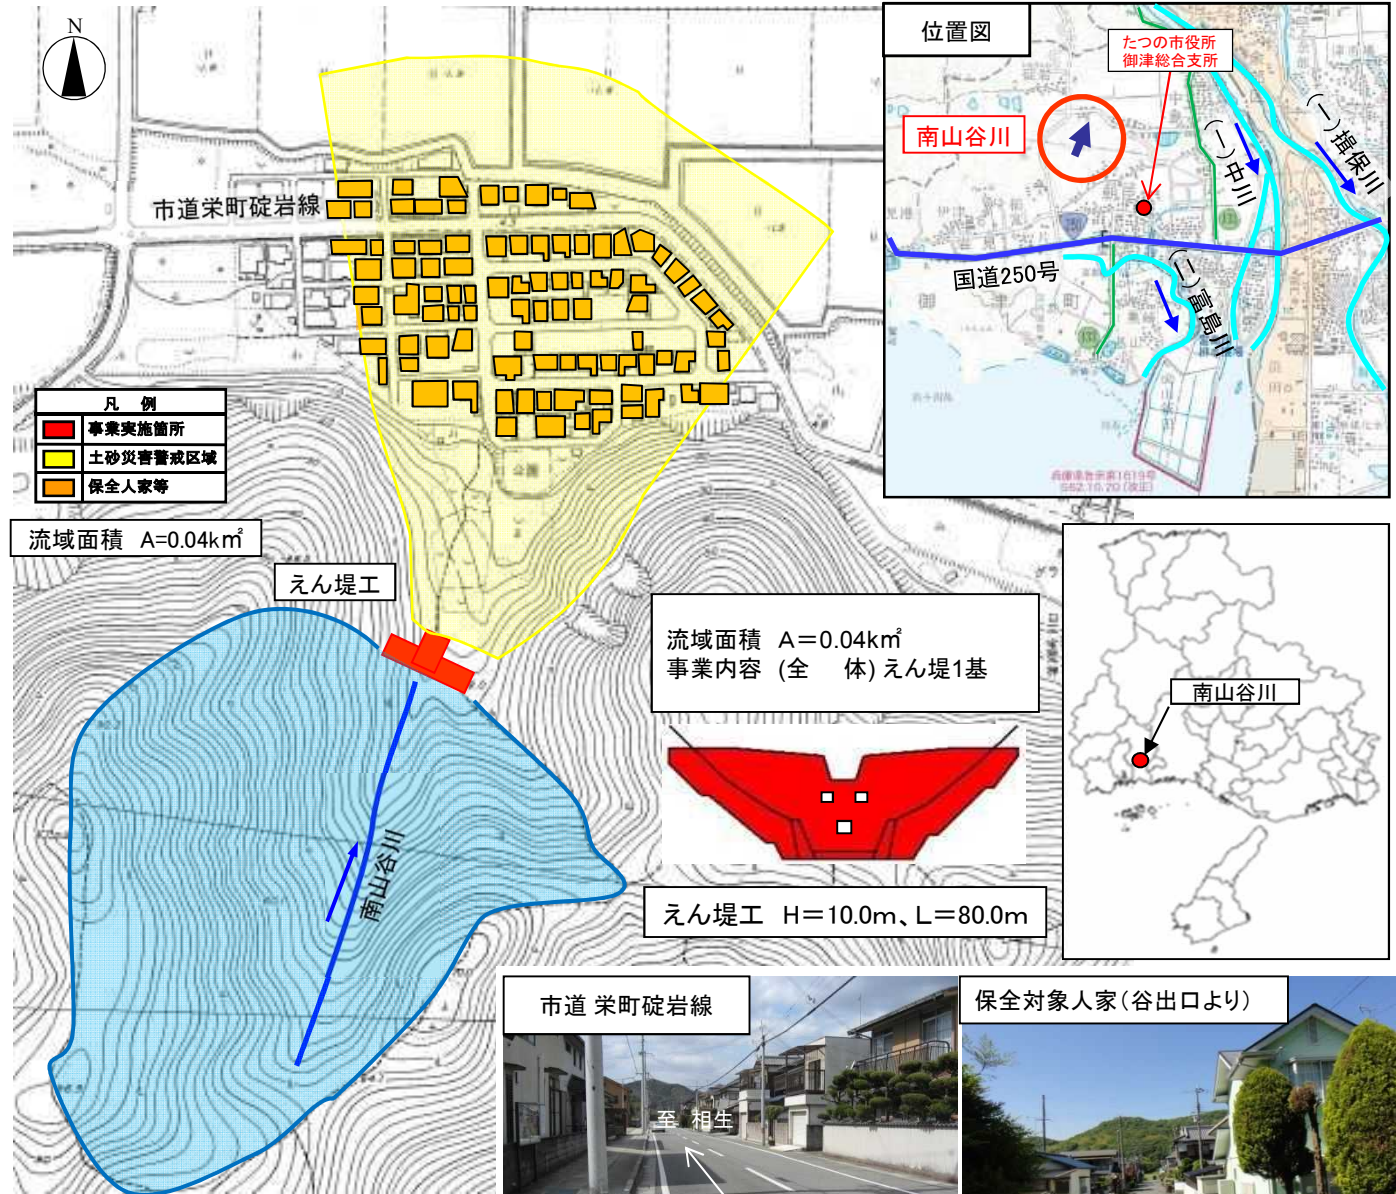 N
位置図
たつの市役所
御津総合支所
南山谷川
(一)中川
(一)揖保川
国道250号
(二)富島川
御津町
市道栄町碇岩線
凡 例
事業実施箇所
土砂災害警戒区域
保全人家等
公園
流域面積 A=0.04k㎡
えん堤工
流域面積 A=0.04k㎡
事業内容 (全 体) えん堤1基
南山谷川
南山谷川
えん堤工 H=10.0m、L=80.0m
市道 栄町碇岩線
至 相生
保全対象人家(谷出口より)